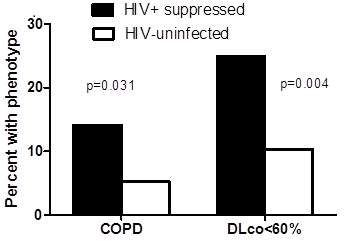 HIV+ suppressed
HIV-uninfected
Percent with phenotype
30
20
10
0
p=0.031
p=0.004
COPD
DLco<60%